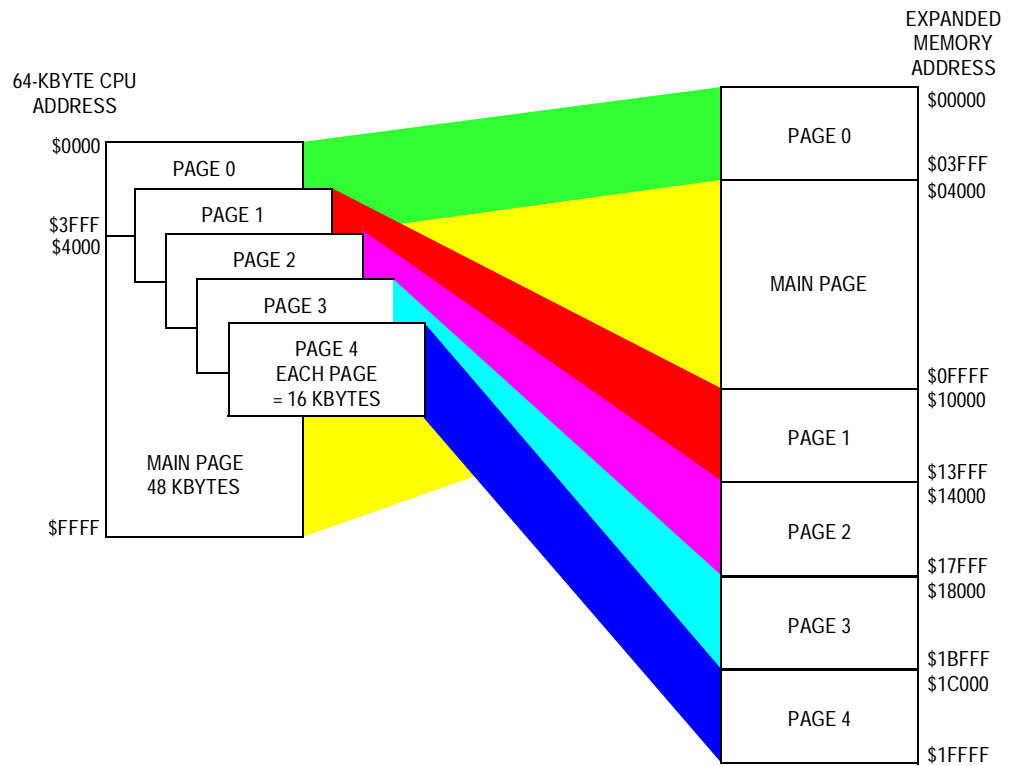 64-KBYTE CPU
ADDRESS
$0000
$3FFF
$4000
$FFFF
PAGE 0
PAGE 1
PAGE 2
PAGE 3
PAGE 4
EACH PAGE
= 16 KBYTES
MAIN PAGE
48 KBYTES
EXPANDED
MEMORY
ADDRESS
PAGE 0
$00000
$03FFF
MAIN PAGE
$04000
$0FFFF
PAGE 1
$10000
$13FFF
PAGE 2
$14000
$17FFF
PAGE 3
$18000
$1BFFF
PAGE 4
$1C000
$1FFFF